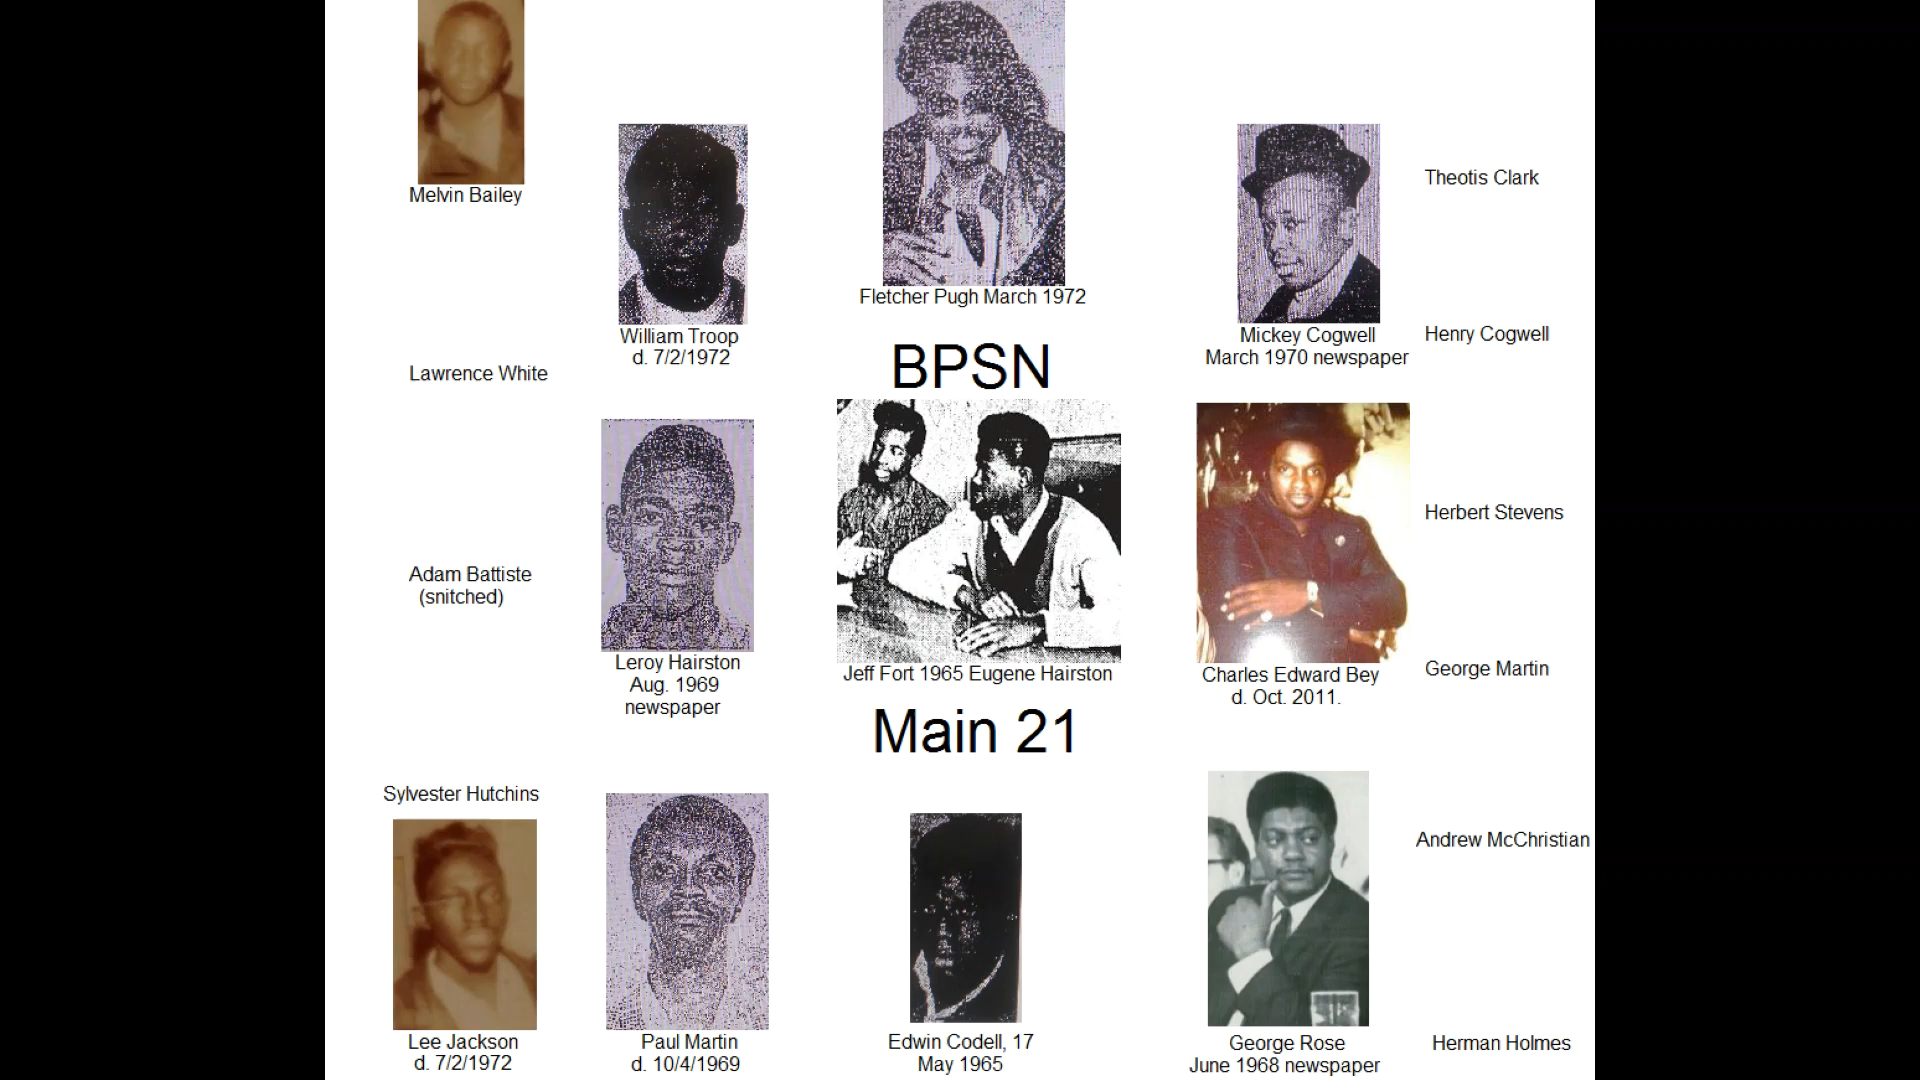 Melvin Bailey
Lawrence White
Adam Battiste
(snitched)
Sylvester Hutchins
Lee Jackson
d. 7/2/1972
William Troop
d. 7/2/1972
Leroy Hairston
Aug. 1969
newspaper
Paul Martin
d. 10/4/1969
Fletcher Pugh March 1972
BPSN
Jeff Fort 1965 Eugene Hairston
Main 21
Edwin Codell, 17
May 1965
Mickey Cogwell
March 1970 newspaper
Charles Edward Bey
d. Oct. 2011.
George Rose
June 1968 newspaper
Theotis Clark
Henry Cogwell
Herbert Stevens
George Martin
Andrew McChristian
Herman Holmes